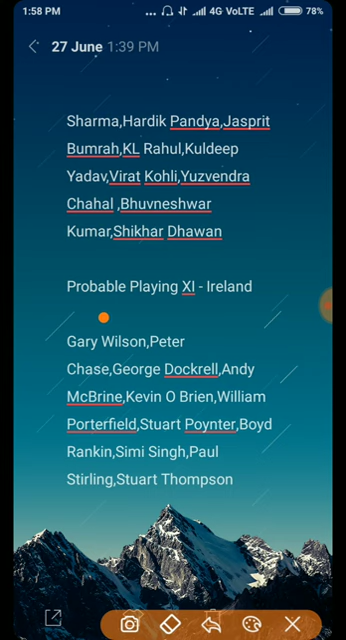 1:58 PM ... 4G VoLTE 78%
27 June 1:39 PM
Sharma,Hardik Pandya,Jasprit
Bumrah,KL Rahul,Kuldeep
Yadav,Virat Kohli,Yuzvendra
Chahal ,Bhuvneshwar
Kumar,Shikhar Dhawan
Probable Playing XI - Ireland
Gary Wilson,Peter
Chase,George Dockrell,Andy
McBrine,Kevin O Brien,William
Porterfield,Stuart Poynter,Boyd
Rankin,Simi Singh,Paul
Stirling,Stuart Thompson